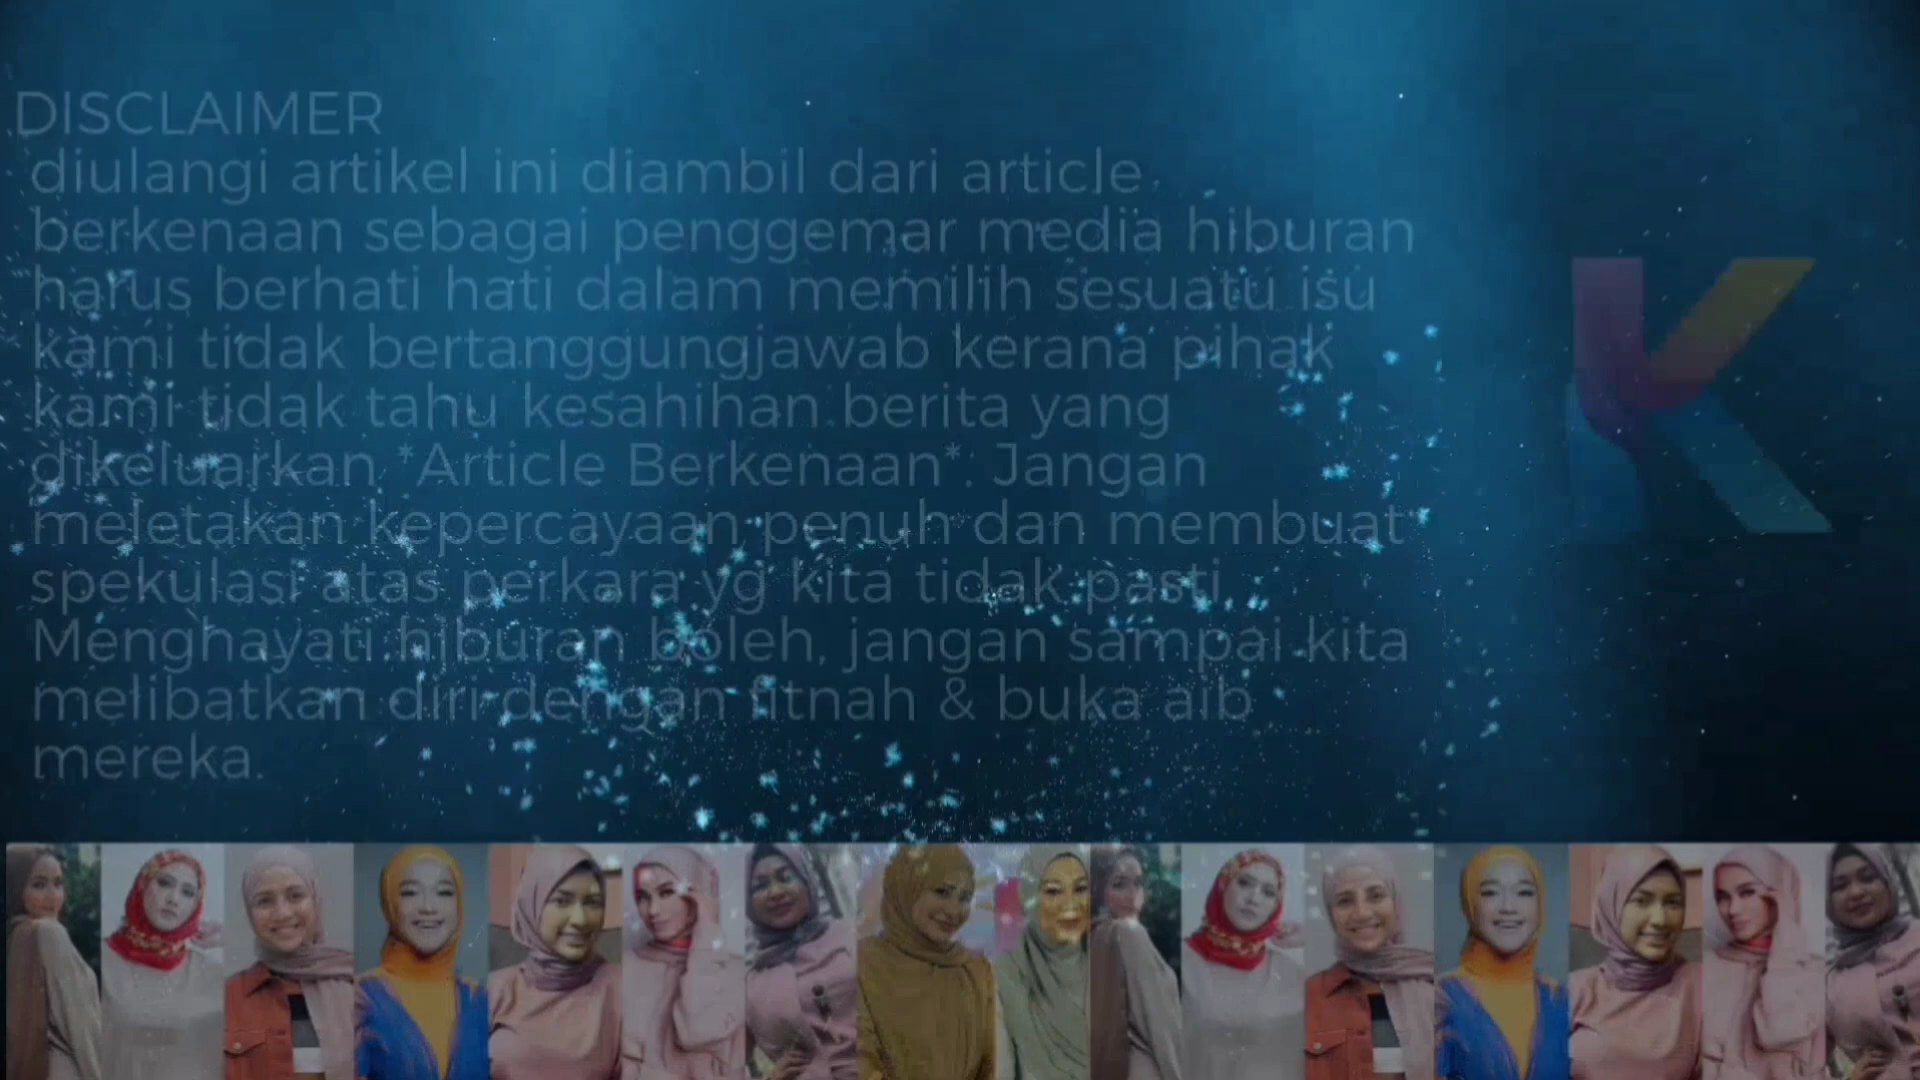 DISCLAIMER
diulangi artikel ini diambil dari article
berkenaan sebagai penggemar media hiburan
harus berhati hati dalam memilih sesuatu isu
kami tidak bertanggungjawab kerana pihak
kami tidak tahu kesahihan berita yang
dikeluarkan *Article Berkenaan*. Jangan
meletakan kepercayaan penuh dan membuat
spekulasi atas perkara yg kita tidak pasti
Menghayati hiburan boleh, jangan sampai kita
melibatkan diri dengan fitnah & buka aib
mereka.
K